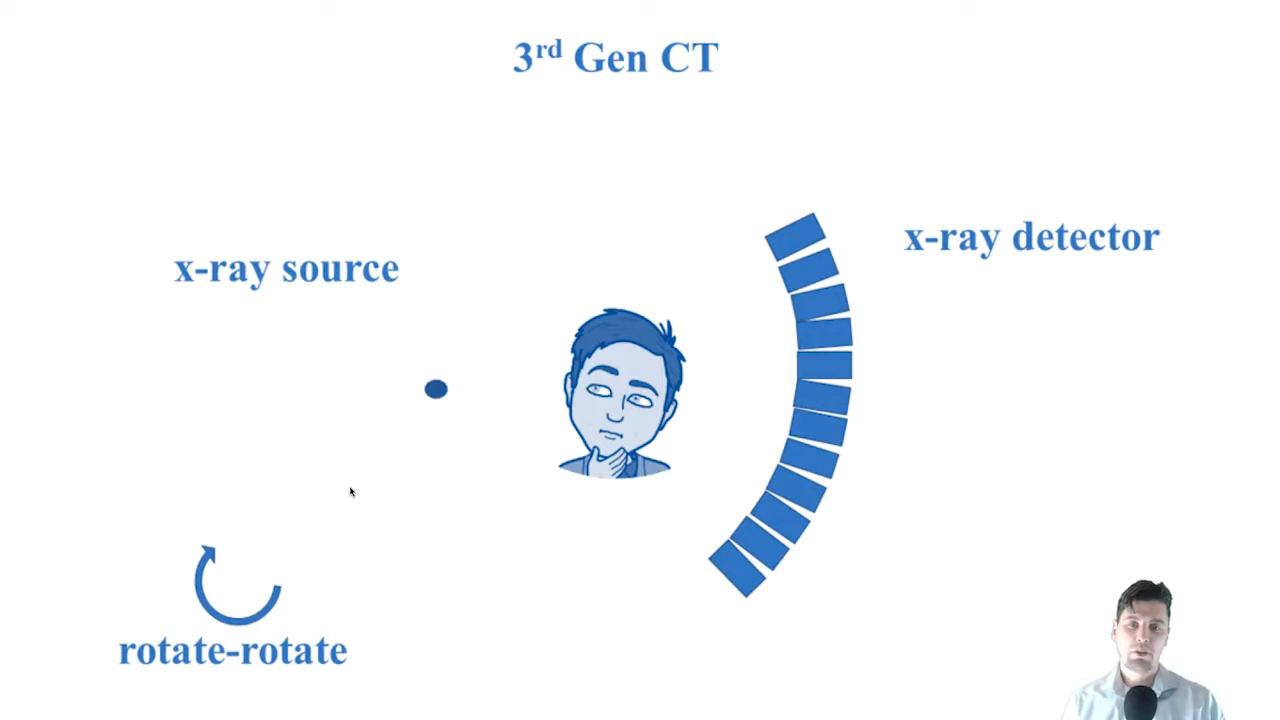 3rd Gen CT
x-ray detector
x-ray source
rotate-rotate